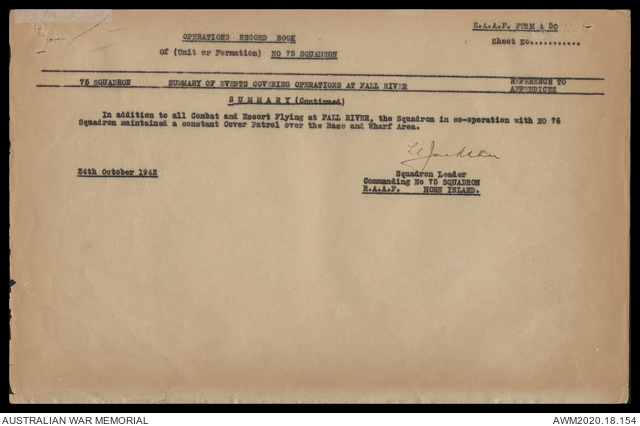 R.A.A.F. FORM A 50
OPERATIONS RECORD BOOK
Sheet No...........
Of (Unit or Formation) NO 75 SQUADRON
75 SQUADRON SUMMARY OF EVENTS COVERING OPERATIONS AT FALL RIVER REFERENCE TO
APPENDICES
SUMMARY (Continued)
In addition to all Combat and Escort Flying at FALL RIVER, the Squadron in co-operation with NO 76
Squadron maintained a constant Cover Patrol over the Base and Wharf Area.
24th October 1942
Squadron Leader
Commanding No 75 SQUADRON
R.A.A.F. HORN ISLAND.
AUSTRALIAN WAR MEMORIAL
AWM2020.18.154